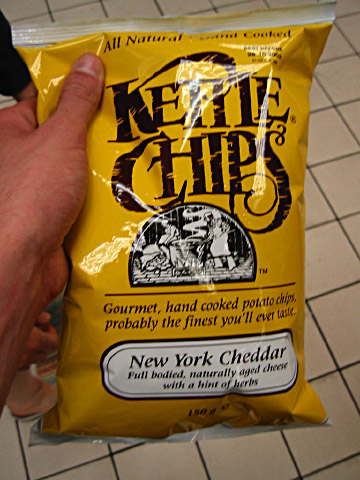 All Natural • Hand Cooked
KETTLE
CHIPS®
TM
Gourmet, hand cooked potato chips,
probably the finest you'll ever taste.
New York Cheddar
Full bodied, naturally aged cheese
with a hint of herbs
150 g e